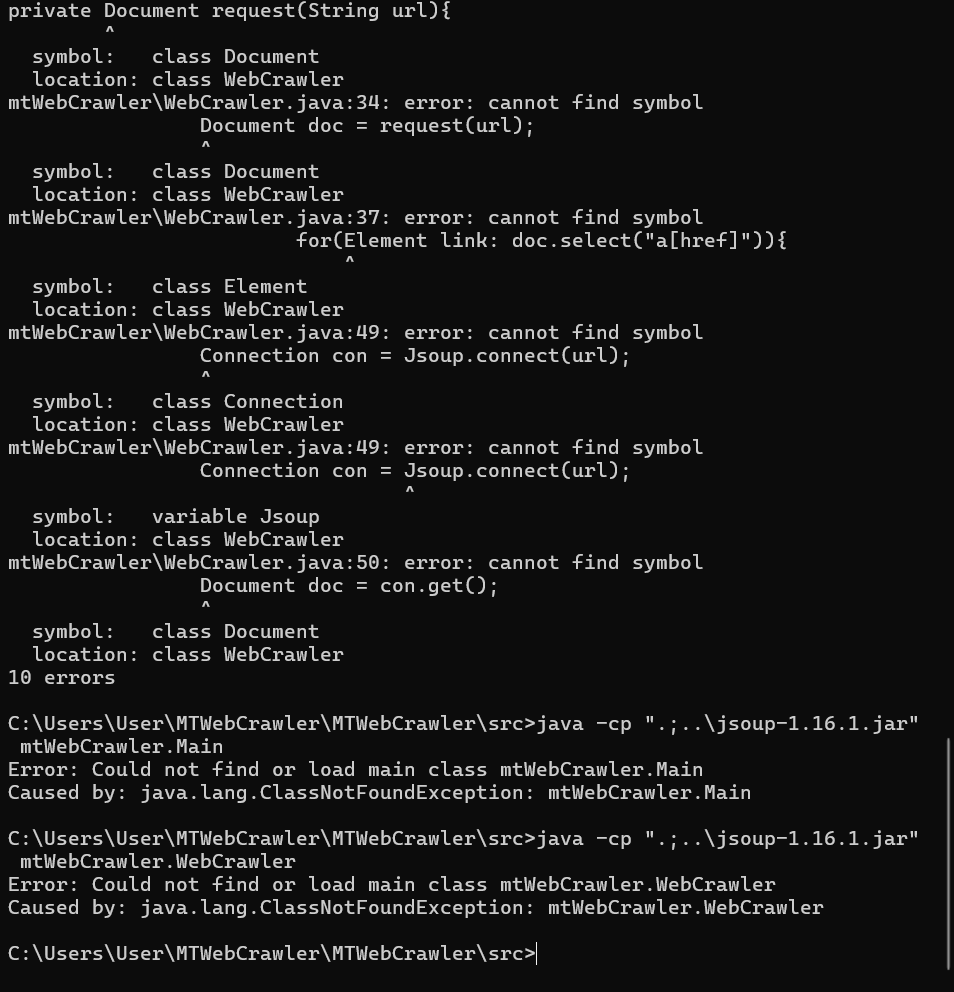 private Document request(String url){
^
symbol:   class Document
location: class WebCrawler
mtWebCrawler\WebCrawler.java:34: error: cannot find symbol
Document doc = request(url);
^
symbol:   class Document
location: class WebCrawler
mtWebCrawler\WebCrawler.java:37: error: cannot find symbol
for(Element link: doc.select("a[href]")){
^
symbol:   class Element
location: class WebCrawler
mtWebCrawler\WebCrawler.java:49: error: cannot find symbol
Connection con = Jsoup.connect(url);
^
symbol:   class Connection
location: class WebCrawler
mtWebCrawler\WebCrawler.java:49: error: cannot find symbol
Connection con = Jsoup.connect(url);
^
symbol:   variable Jsoup
location: class WebCrawler
mtWebCrawler\WebCrawler.java:50: error: cannot find symbol
Document doc = con.get();
^
symbol:   class Document
location: class WebCrawler
10 errors
C:\Users\User\MTWebCrawler\MTWebCrawler\src>java -cp ".;..\jsoup-1.16.1.jar"
mtWebCrawler.Main
Error: Could not find or load main class mtWebCrawler.Main
Caused by: java.lang.ClassNotFoundException: mtWebCrawler.Main
C:\Users\User\MTWebCrawler\MTWebCrawler\src>java -cp ".;..\jsoup-1.16.1.jar"
mtWebCrawler.WebCrawler
Error: Could not find or load main class mtWebCrawler.WebCrawler
Caused by: java.lang.ClassNotFoundException: mtWebCrawler.WebCrawler
C:\Users\User\MTWebCrawler\MTWebCrawler\src>